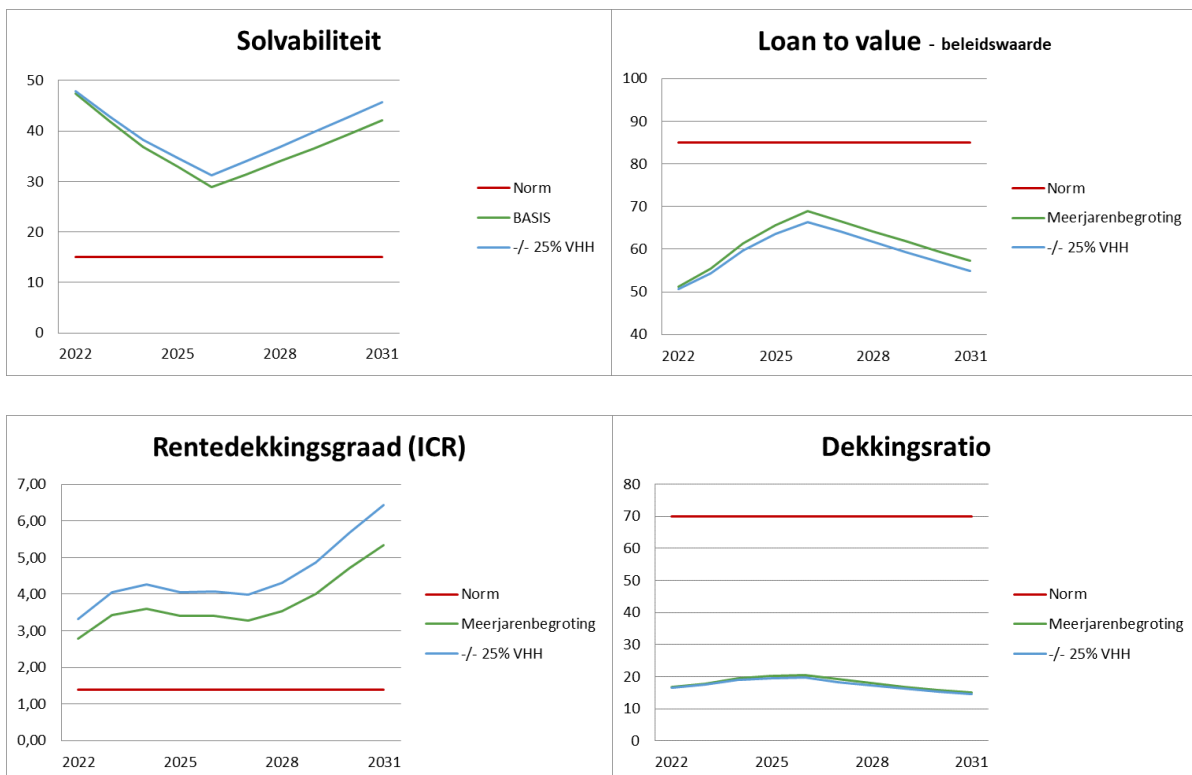 Solvabiliteit
50
40
30
20
10
0
2022 2025 2028 2031
Norm
BASIS
-/- 25% VHH
Loan to value - beleidswaarde
100
90
80
70
60
50
40
2022 2025 2028 2031
Norm
Meerjarenbegroting
-/- 25% VHH
Rentedekkingsgraad (ICR)
7,00
6,00
5,00
4,00
3,00
2,00
1,00
0,00
2022 2025 2028 2031
Norm
Meerjarenbegroting
-/- 25% VHH
Dekkingsratio
80
70
60
50
40
30
20
10
0
2022 2025 2028 2031
Norm
Meerjarenbegroting
-/- 25% VHH